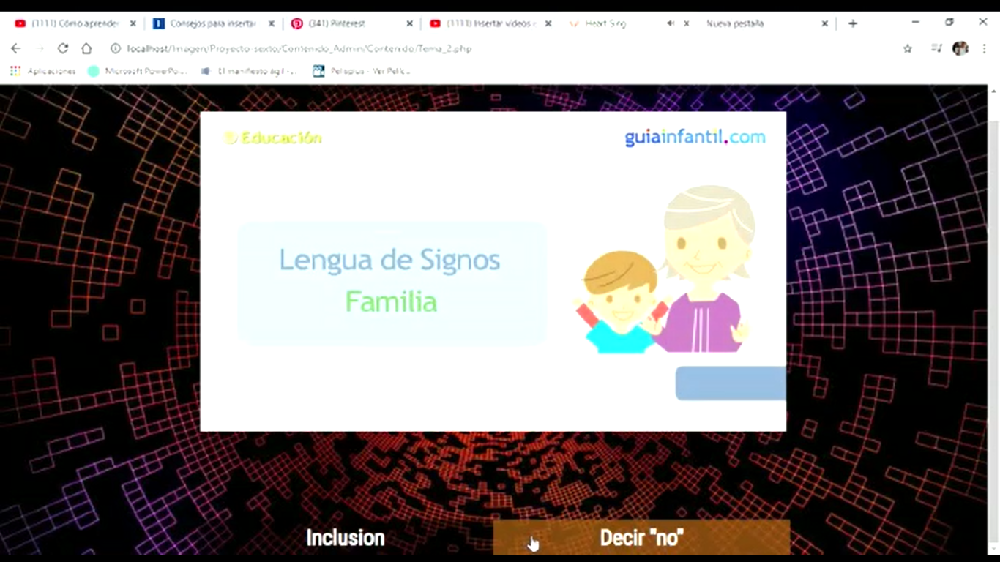 (1111) Cómo aprender
Consejos para insertar
(341) Pinterest
(1111) Insertar videos
Heart Sing
Nueva pestaña
localhost/Imagen/Proyecto-sexto/Contenido_Admin/Contenido/Tema_2.php
Aplicaciones
Microsoft PowerPo...
El manifiesto ágil -...
Pelisplus - Ver Pelíc...
Educación
guiainfantil.com
Lengua de Signos
Familia
Inclusion
Decir "no"